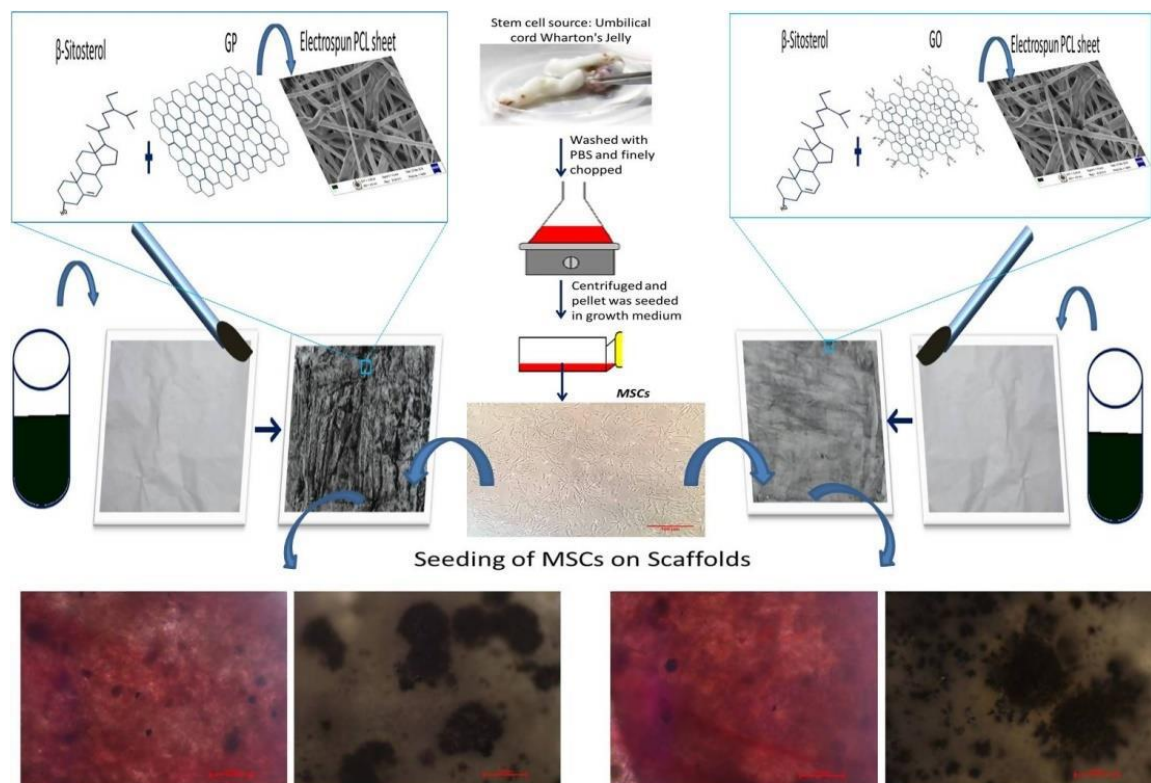 β-Sitosterol
GP
Electrospun PCL sheet
Stem cell source: Umbilical
cord Wharton's Jelly
Washed with
PBS and finely
chopped
Centrifuged and
pellet was seeded
in growth medium
MSCs
β-Sitosterol
GO
Electrospun PCL sheet
Seeding of MSCs on Scaffolds